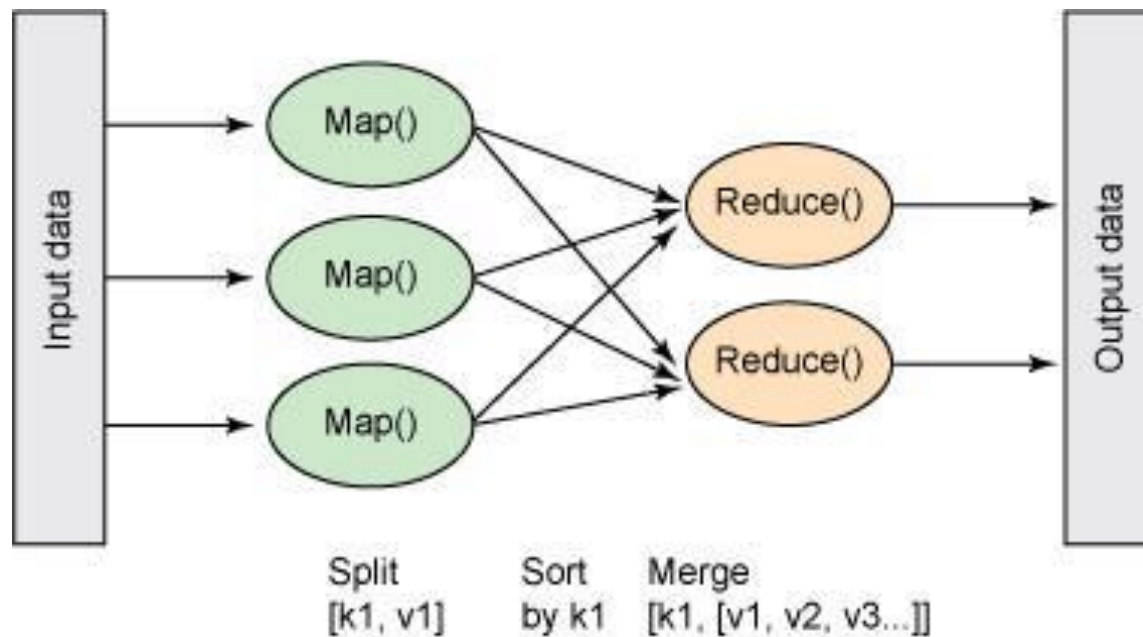 Input data
Map()
Map()
Map()
Reduce()
Reduce()
Output data
Split
[k1, v1]
Sort
by k1
Merge
[k1, [v1, v2, v3...]]